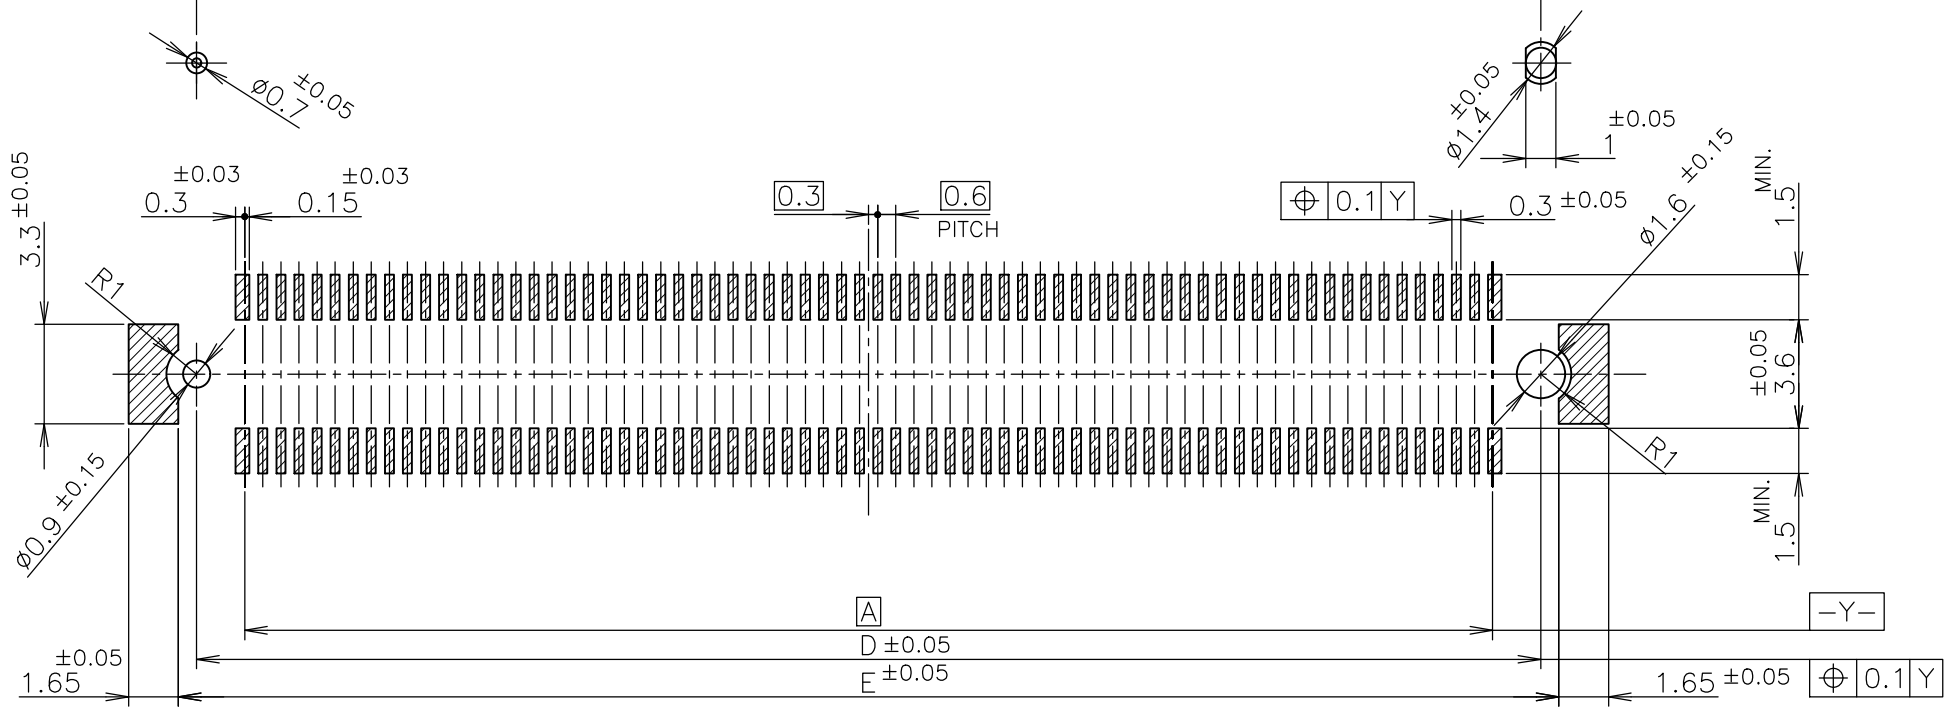 ø0.7 ±0.05
ø1.4 ±0.05
1 ±0.05
3.3 ±0.05
0.3 ±0.03
0.15 ±0.03
0.3
0.6
PITCH
⌖ 0.1 Y
0.3 ±0.05
ø1.6 ±0.15
1.5 MIN.
R1
3.6 ±0.05
R1
ø0.9 ±0.15
1.5 MIN.
A
-Y-
D ±0.05
1.65 ±0.05
E ±0.05
1.65 ±0.05
⌖ 0.1 Y